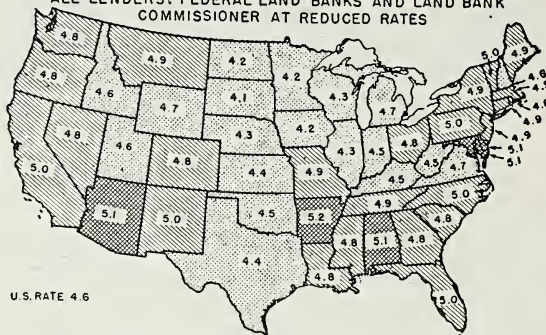 ALL LENDERS: FEDERAL LAND BANKS AND LAND BANK
COMMISSIONER AT REDUCED RATES
4.8 4.9 4.2 4.2 5.0 4.9
4.8 4.6 4.7 4.1 4.3 4.7 4.9 4.8
4.8 4.3 4.2 5.0 4.9
5.0 4.6 4.8 4.4 4.9 4.3 4.5 4.8 4.5 4.7 4.9
5.1
5.1
5.1 5.0 4.5 5.2 4.5 4.9 5.0
4.4 4.8 5.1 4.8 4.8
4.8 5.0
U.S. RATE 4.6